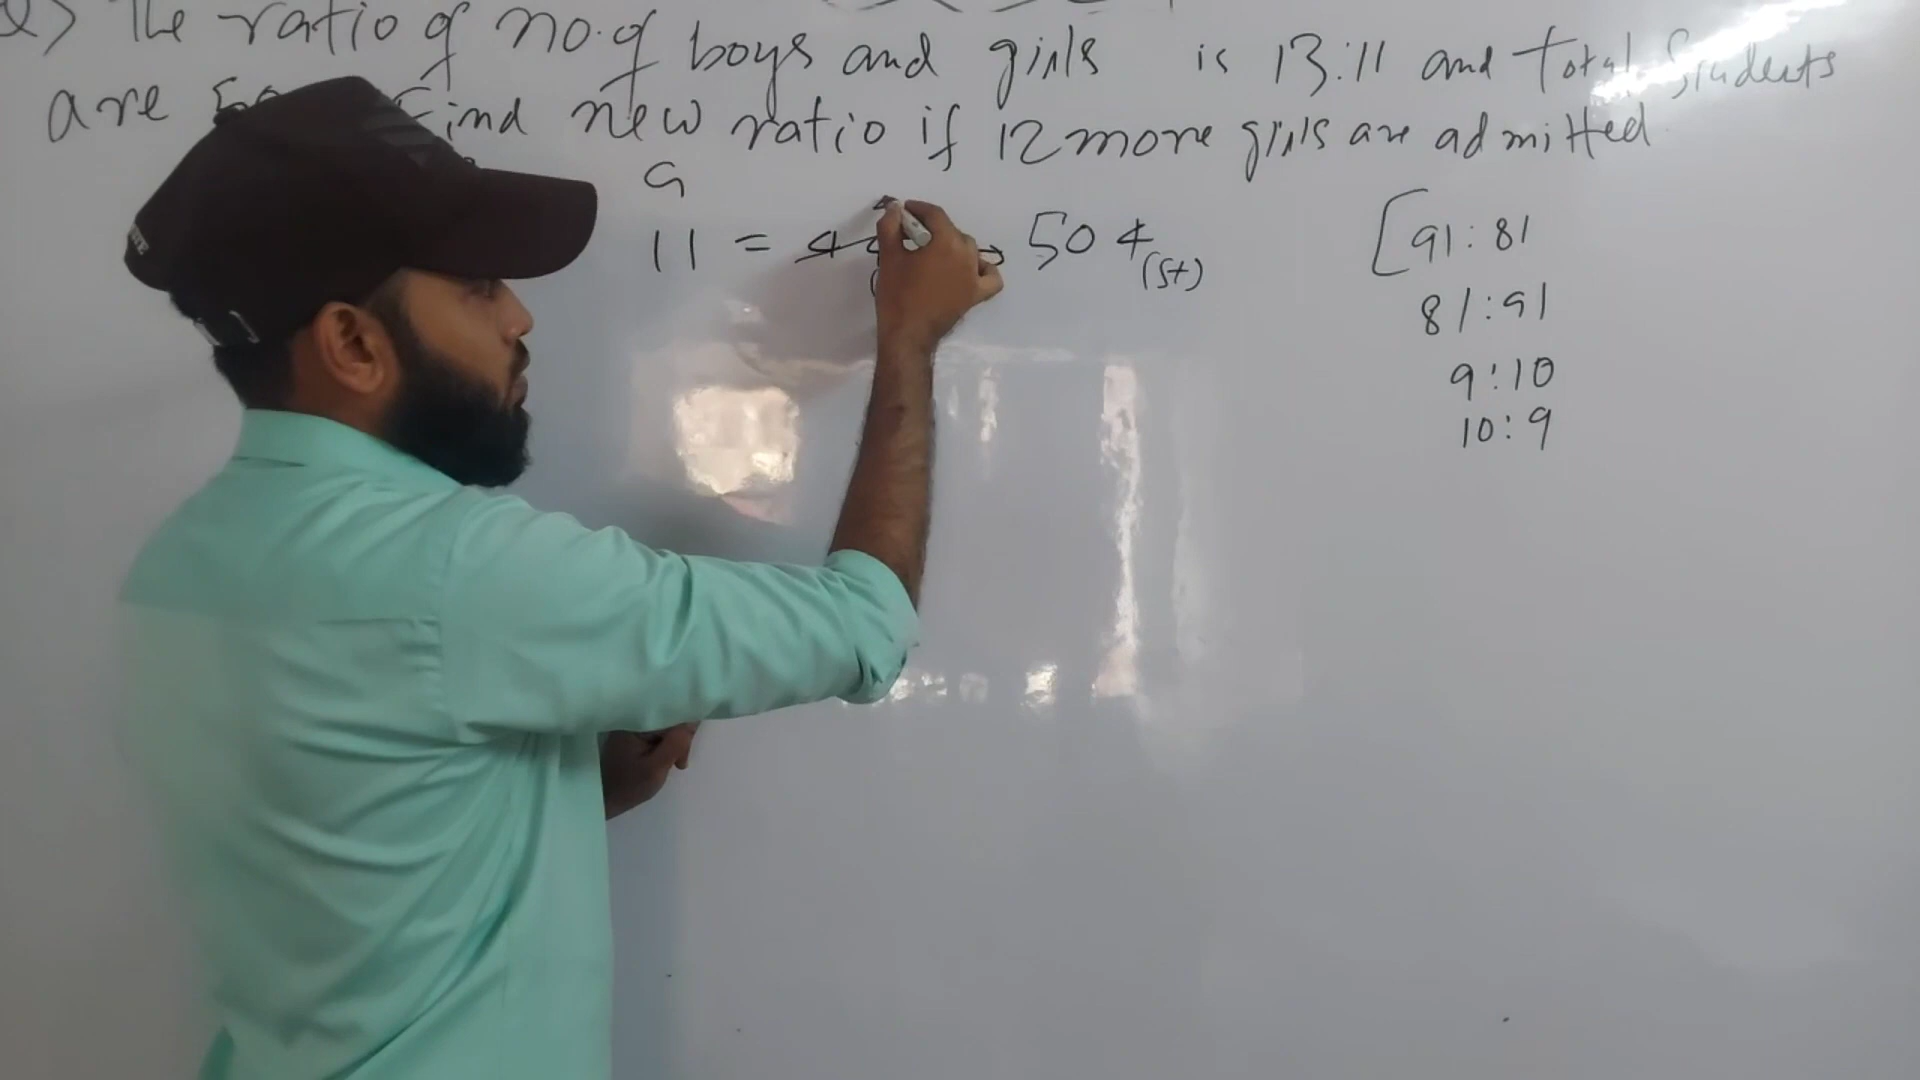 Q> The ratio of no. of boys and girls is 13:11 and Total Students
are Find new ratio if 12 more girls are admitted
G
11 = 504 (St)
[91:81
81:91
9:10
10:9